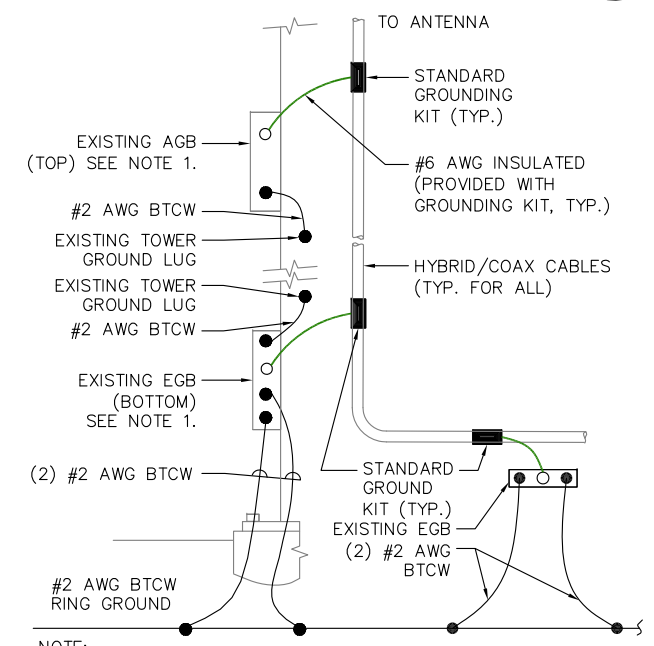 TO ANTENNA
STANDARD
GROUNDING
KIT (TYP.)
EXISTING AGB
(TOP) SEE NOTE 1.
#6 AWG INSULATED
(PROVIDED WITH
GROUNDING KIT, TYP.)
#2 AWG BTCW
EXISTING TOWER
GROUND LUG
HYBRID/COAX CABLES
(TYP. FOR ALL)
EXISTING TOWER
GROUND LUG
#2 AWG BTCW
EXISTING EGB
(BOTTOM)
SEE NOTE 1.
(2) #2 AWG BTCW
STANDARD
GROUND
KIT (TYP.)
EXISTING EGB
(2) #2 AWG
BTCW
#2 AWG BTCW
RING GROUND
NOTE: